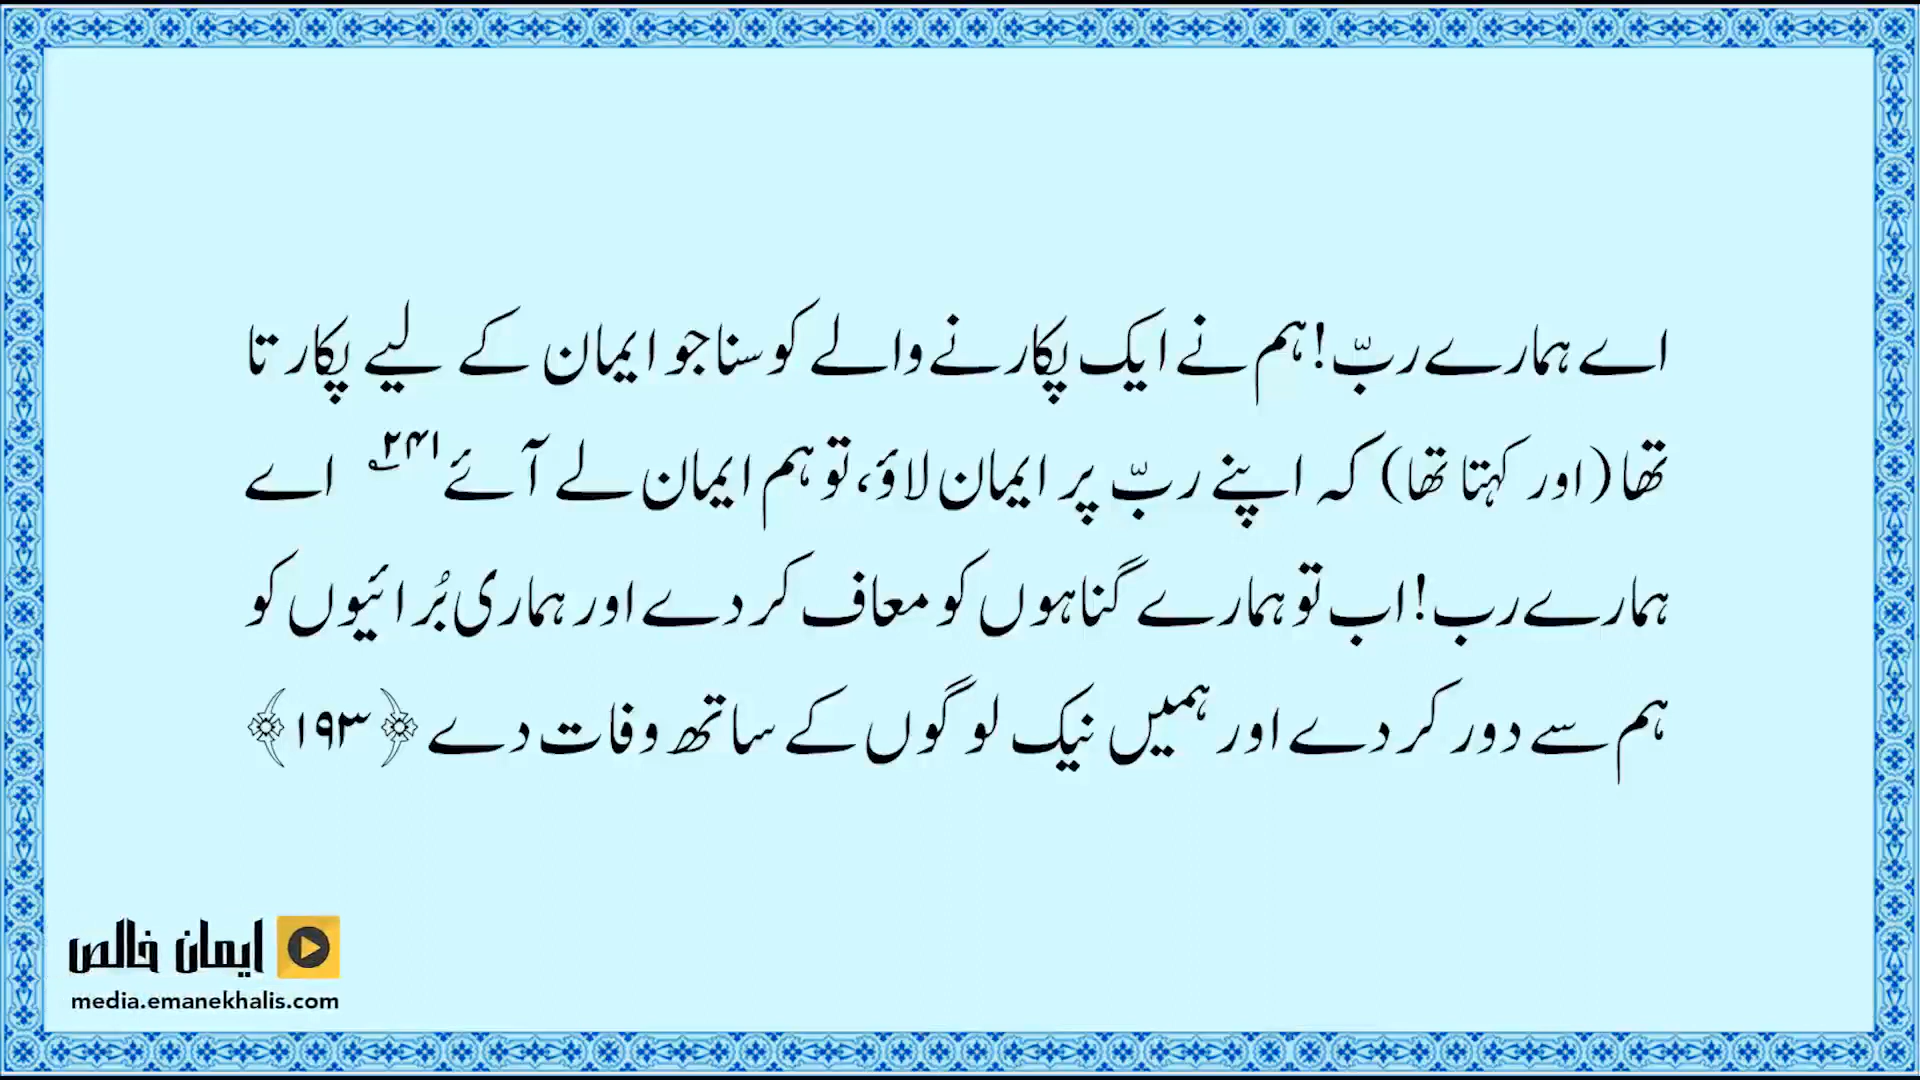 اے ہمارے ربّ! ہم نے ایک پکارنے والے کو سنا جو ایمان کے لیے پکارتا
تھا (اور کہتا تھا) کہ اپنے ربّ پر ایمان لاؤ، تو ہم ایمان لے آئے ۲۴۱؎ اے
ہمارے رب! اب تو ہمارے گناہوں کو معاف کر دے اور ہماری بُرائیوں کو
ہم سے دور کر دے اور ہمیں نیک لوگوں کے ساتھ وفات دے ﴿۱۹۳﴾
ایمان خالص
media.emanekhalis.com